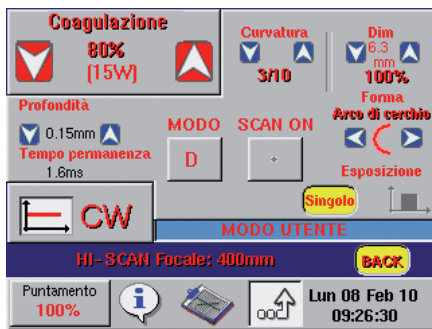 Coagulazione
80%
(15W)
Curvatura
3/10
Dim
6.3
mm
100%
Profondità
0.15mm
Tempo permanenza
1.6ms
MODO
D
SCAN ON
Forma
Arco di cerchio
Esposizione
Singolo
CW
MODO UTENTE
HI-SCAN Focale: 400mm
BACK
Puntamento
100%
Lun 08 Feb 10
09:26:30